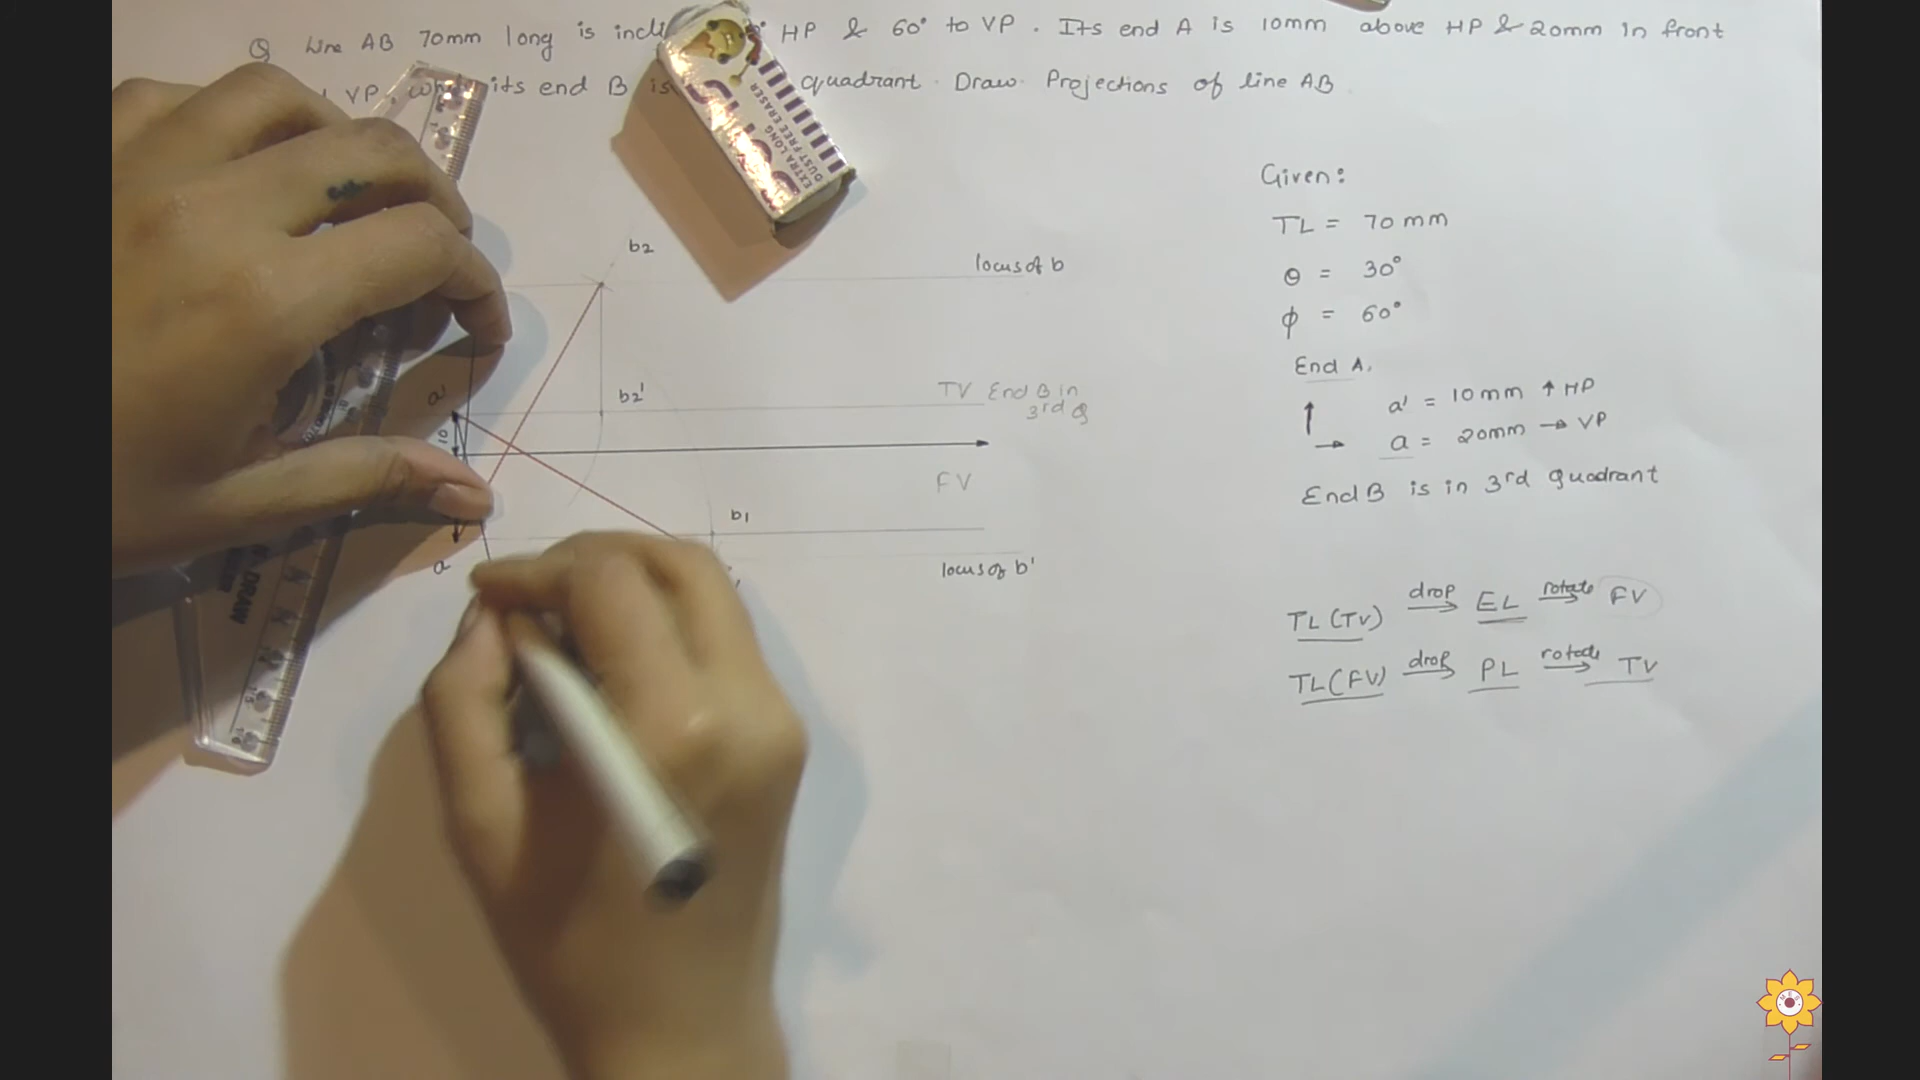 Q Line AB 70mm long is HP & 60° to VP. Its end A is 10mm above HP & 20mm in front
VP, its end B is quadrant. Draw Projections of line AB
EXTRA LONG
DUST-FREE ERASER
Given:
TL = 70 mm
θ = 30°
ϕ = 60°
End A.
a' = 10mm ↑ HP
a = 20mm → VP
End B is in 3rd quadrant
TL (TV) drop → EL rotate → FV
TL (FV) drop → PL rotate → TV
b2
locus of b
a'
b2'
TV End B in
3rd Q
10
FV
b1
a
locus of b'